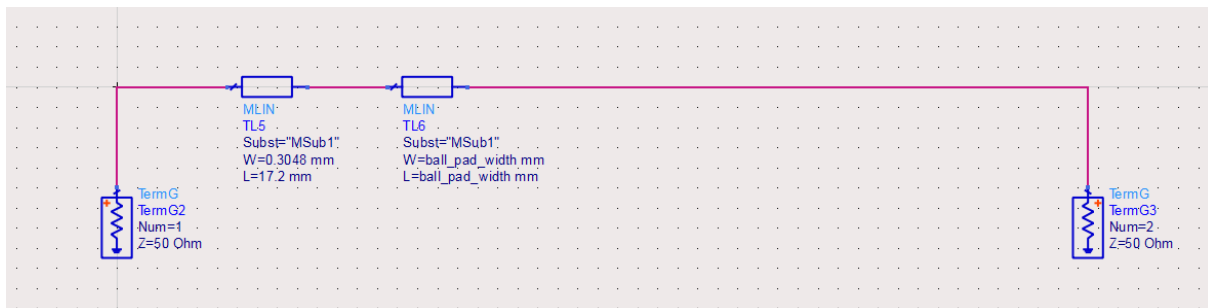 MLIN
TL5
Subst="MSub1"
W=0.3048 mm
L=17.2 mm
MLIN
TL6
Subst="MSub1"
W=ball_pad_width mm
L=ball_pad_width mm
TermG
TermG2
Num=1
Z=50 Ohm
TermG
TermG3
Num=2
Z=50 Ohm